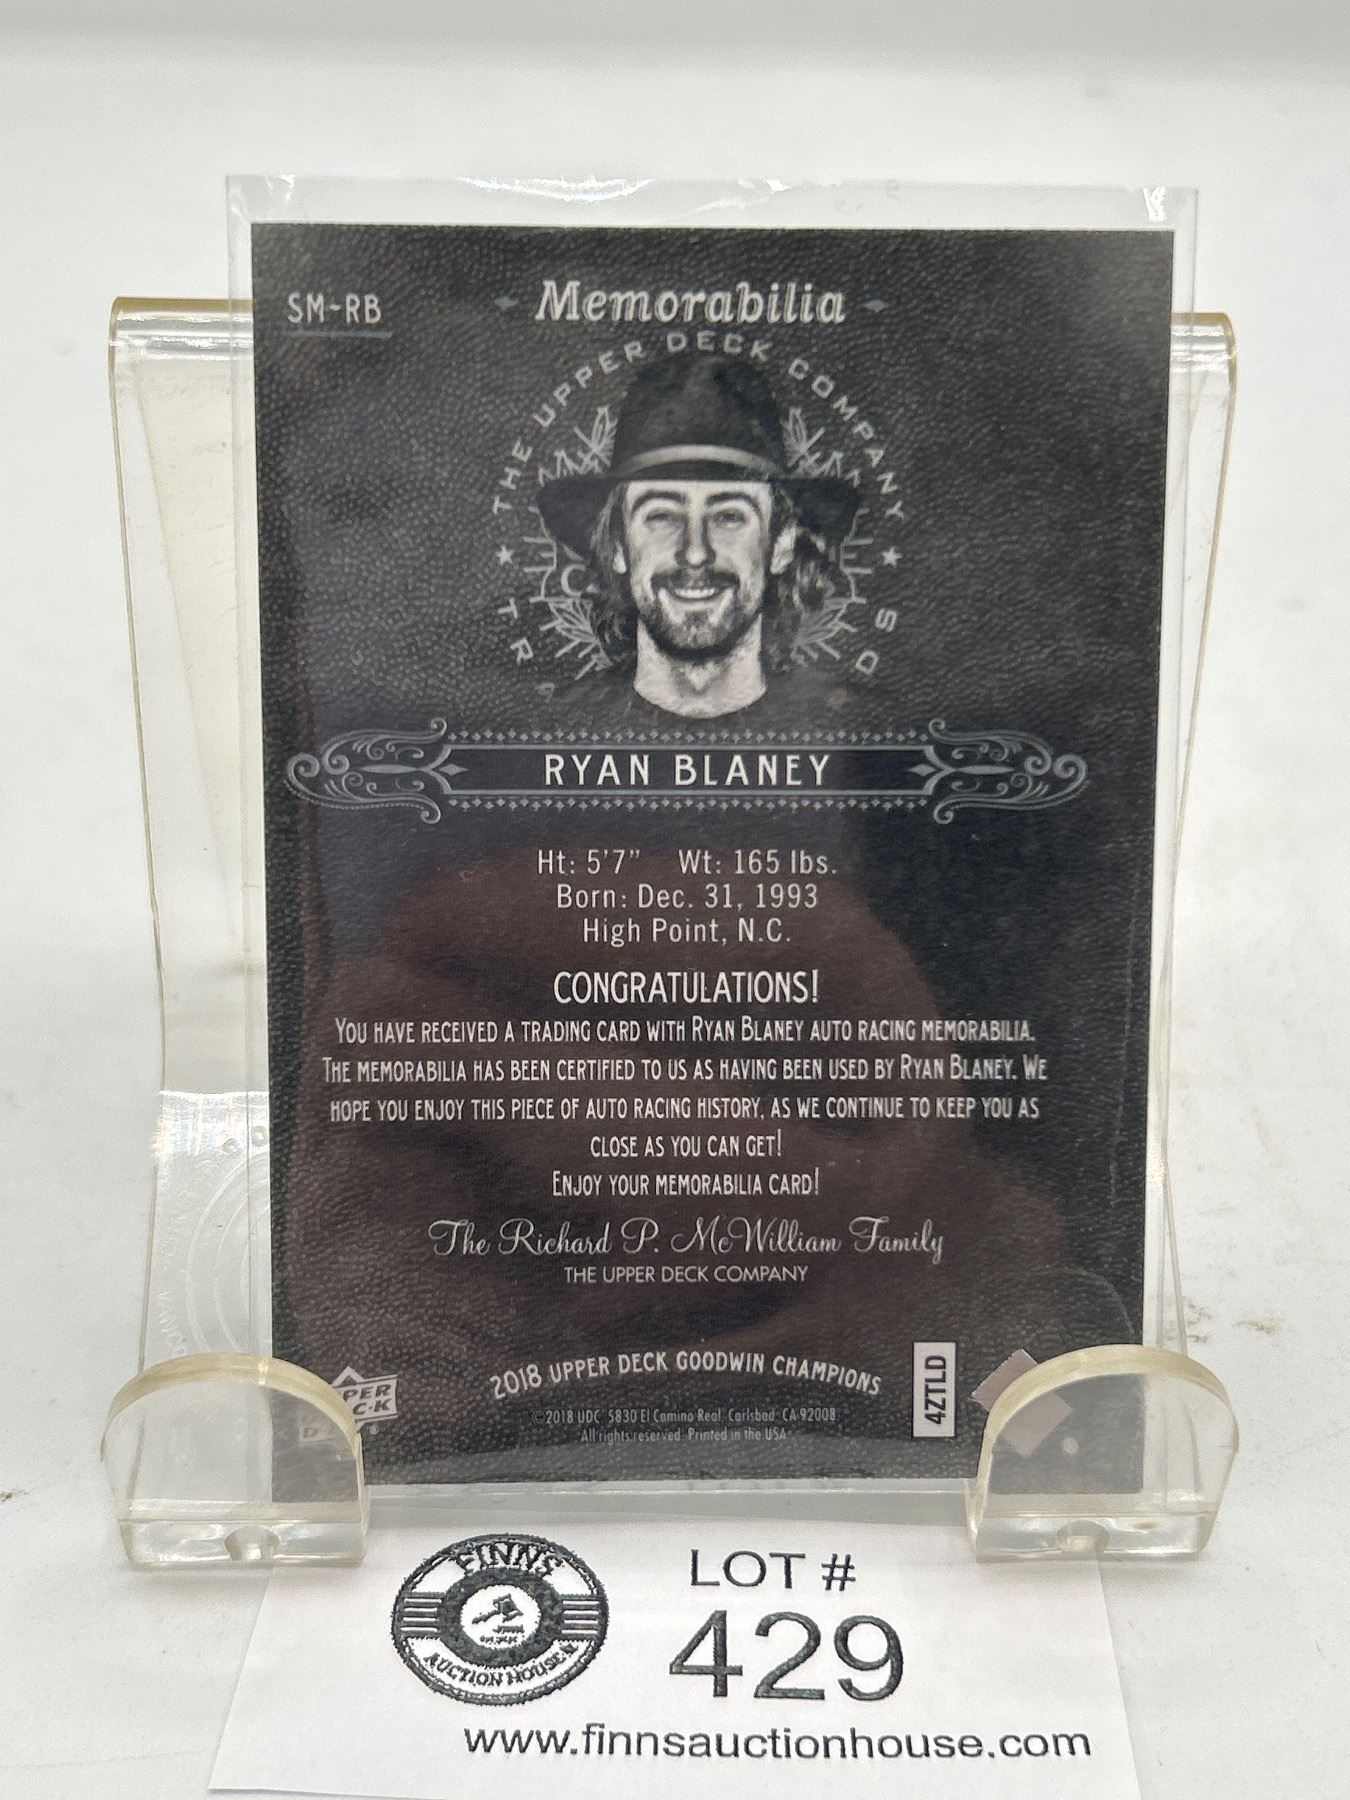 SM-RB
Memorabilia
THE UPPER DECK COMPANY
RYAN BLANEY
Ht: 5'7" Wt: 165 lbs.
Born: Dec. 31, 1993
High Point, N.C.
CONGRATULATIONS!
YOU HAVE RECEIVED A TRADING CARD WITH RYAN BLANEY AUTO RACING MEMORABILIA.
THE MEMORABILIA HAS BEEN CERTIFIED TO US AS HAVING BEEN USED BY RYAN BLANEY. WE
HOPE YOU ENJOY THIS PIECE OF AUTO RACING HISTORY, AS WE CONTINUE TO KEEP YOU AS
CLOSE AS YOU CAN GET!
ENJOY YOUR MEMORABILIA CARD!
The Richard P. McWilliam Family
THE UPPER DECK COMPANY
2018 UPPER DECK GOODWIN CHAMPIONS
©2018 UDC 5830 El Camino Real Carlsbad CA 92008
All rights reserved Printed in the USA
4ZTLD
FINNS
AUCTION HOUSE
LOT #
429
www.finnsauctionhouse.com